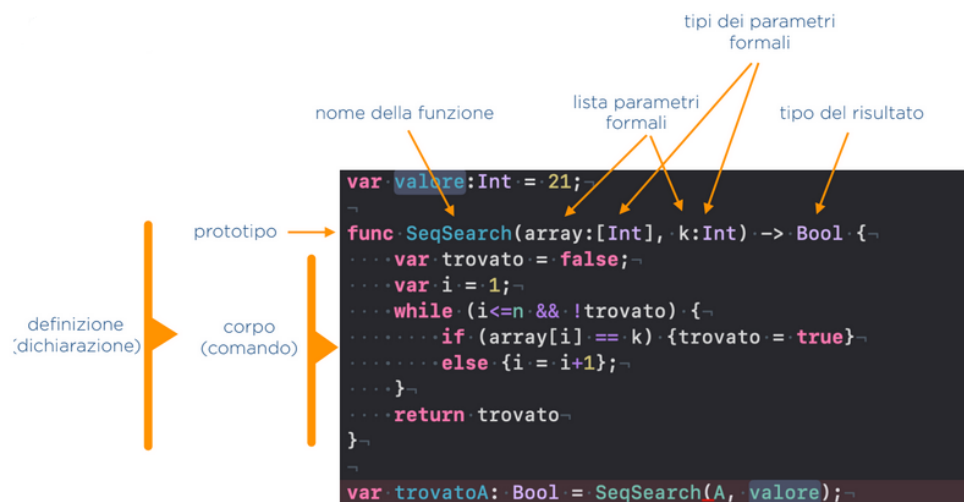 tipi dei parametri
formali
lista parametri
formali
nome della funzione
tipo del risultato
var valore:Int = 21;
prototipo
func SeqSearch(array:[Int], k:Int) -> Bool {
var trovato = false;
var i = 1;
while (i<=n && !trovato) {
definizione
(dichiarazione)
corpo
(comando)
if (array[i] == k) {trovato = true}
else {i = i+1};
}
return trovato
}
var trovatoA: Bool = SeqSearch(A, valore);